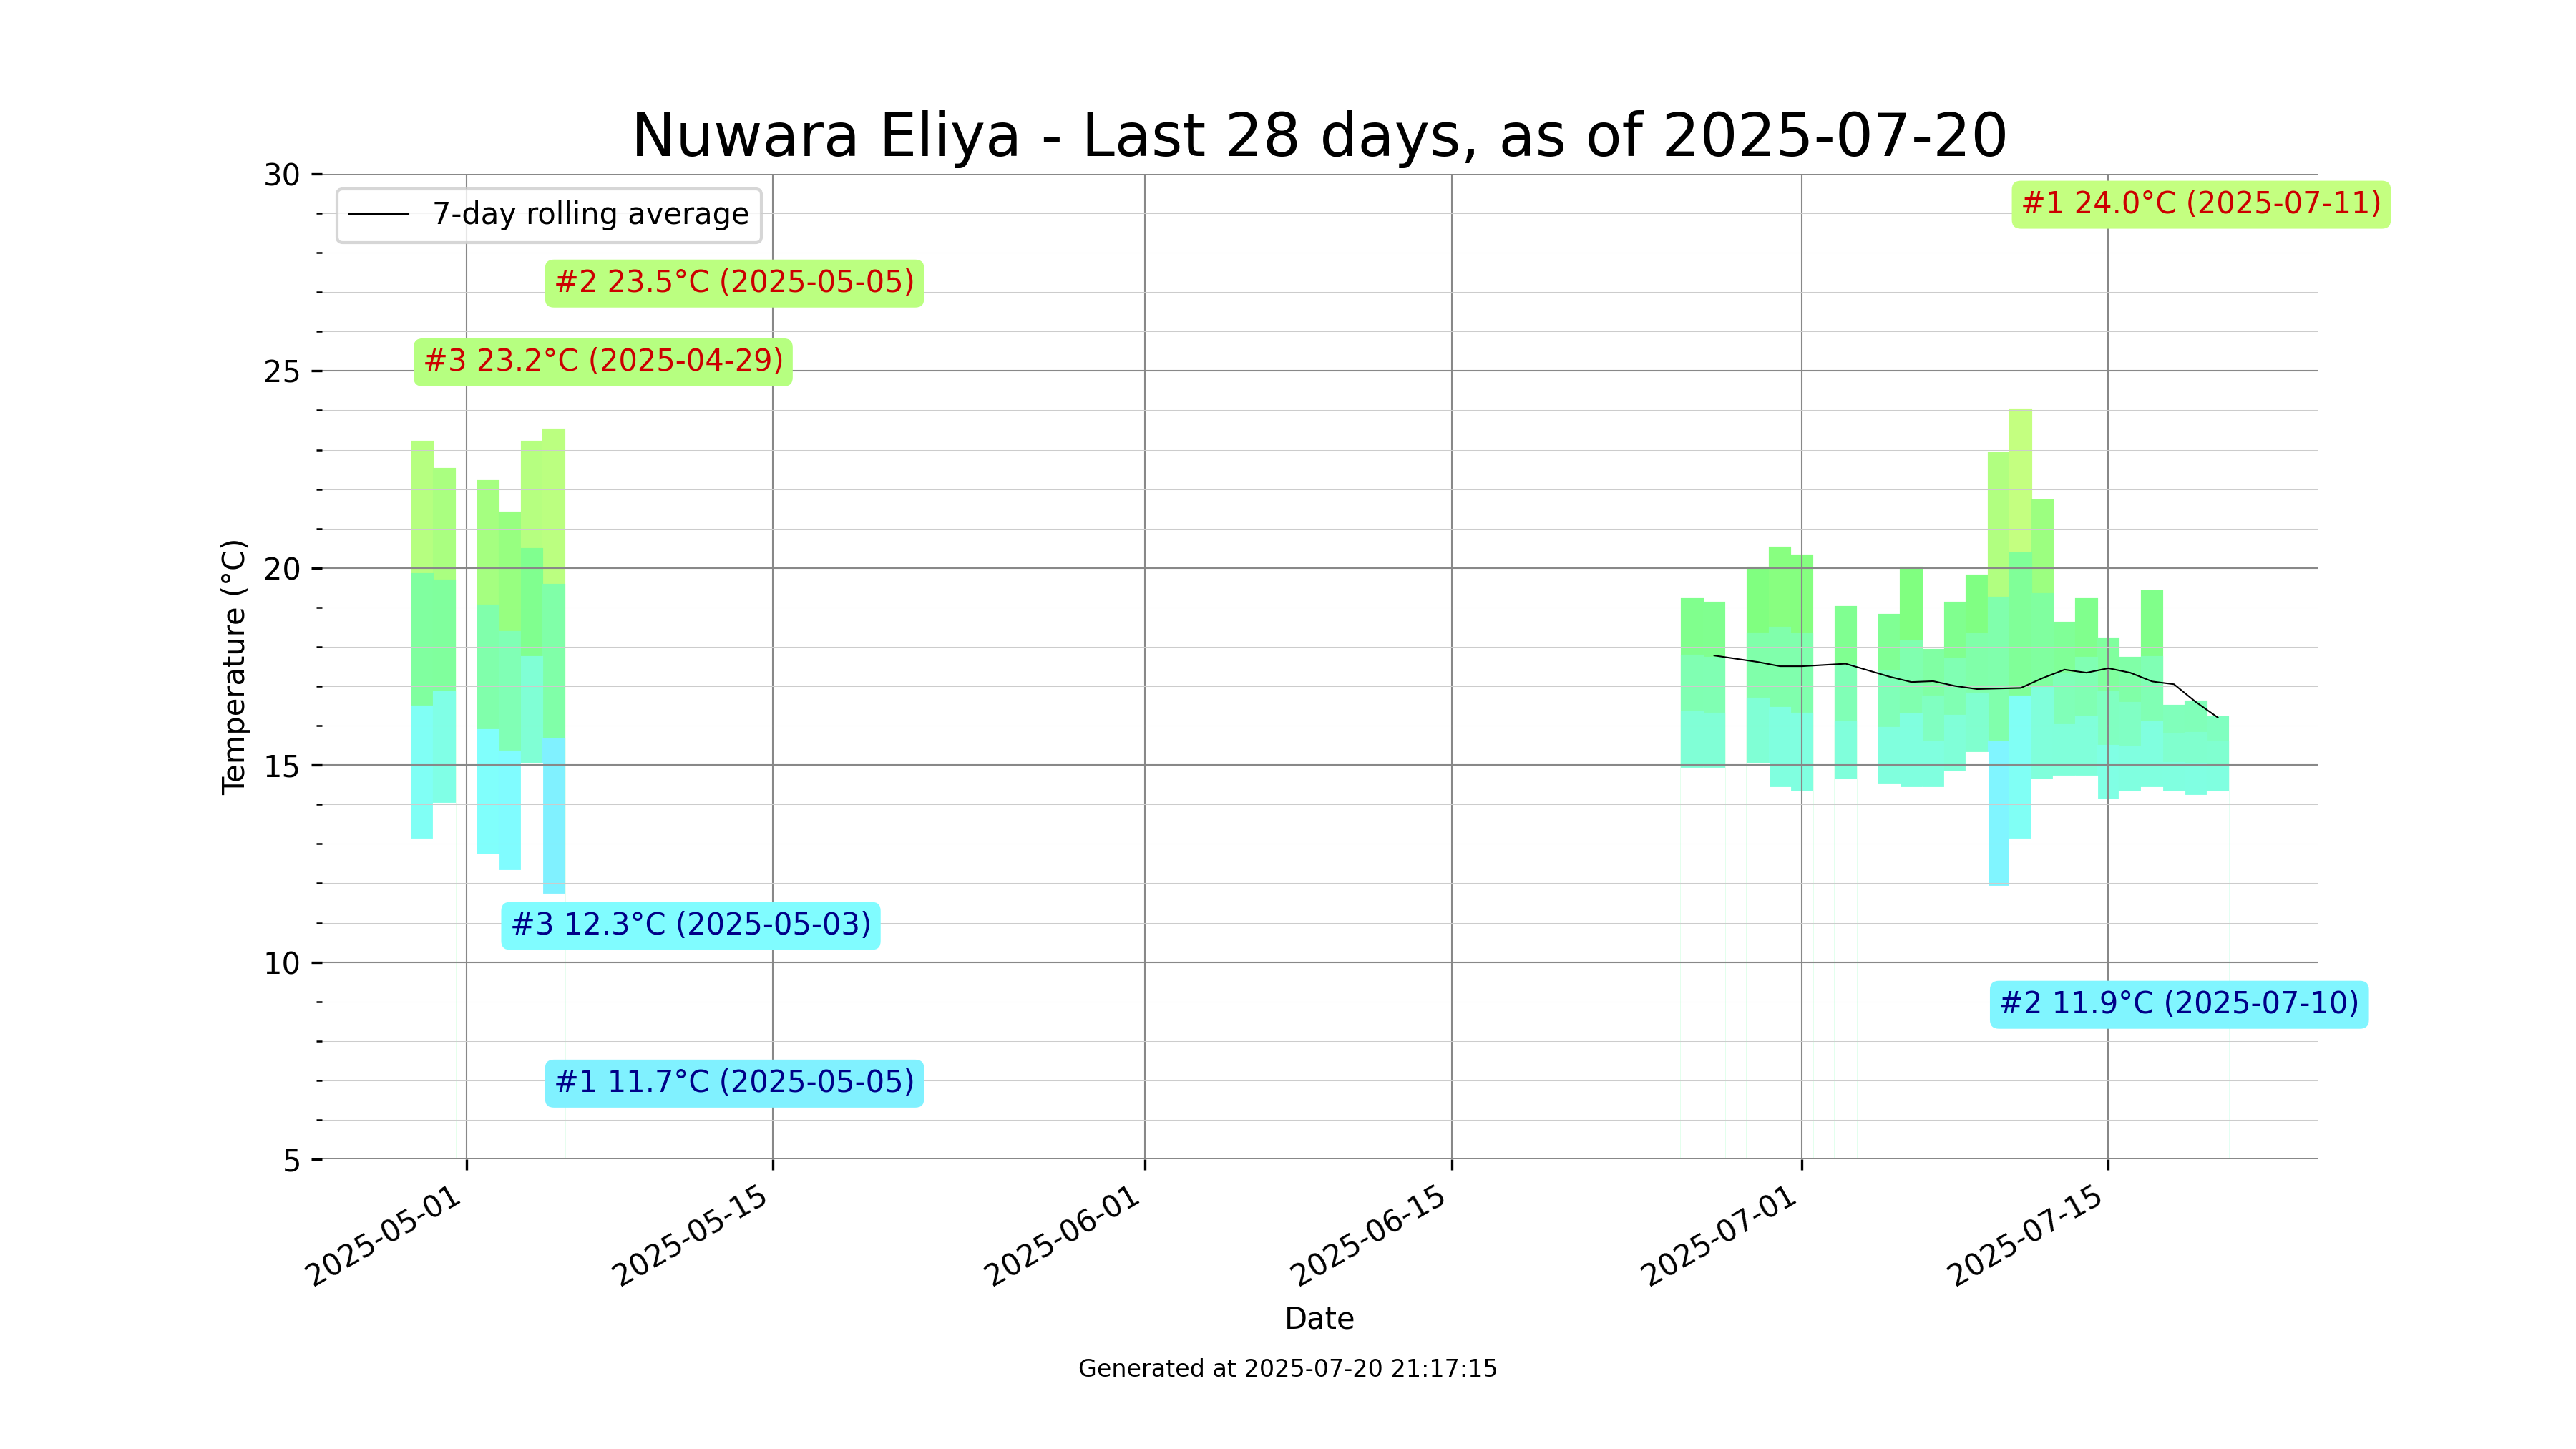 Nuwara Eliya - Last 28 days, as of 2025-07-20
30
7-day rolling average
#1 24.0°C (2025-07-11)
#2 23.5°C (2025-05-05)
#3 23.2°C (2025-04-29)
25
20
Temperature (°C)
15
#3 12.3°C (2025-05-03)
10
#2 11.9°C (2025-07-10)
#1 11.7°C (2025-05-05)
5
2025-05-01
2025-05-15
2025-06-01
2025-06-15
2025-07-01
2025-07-15
Date
Generated at 2025-07-20 21:17:15